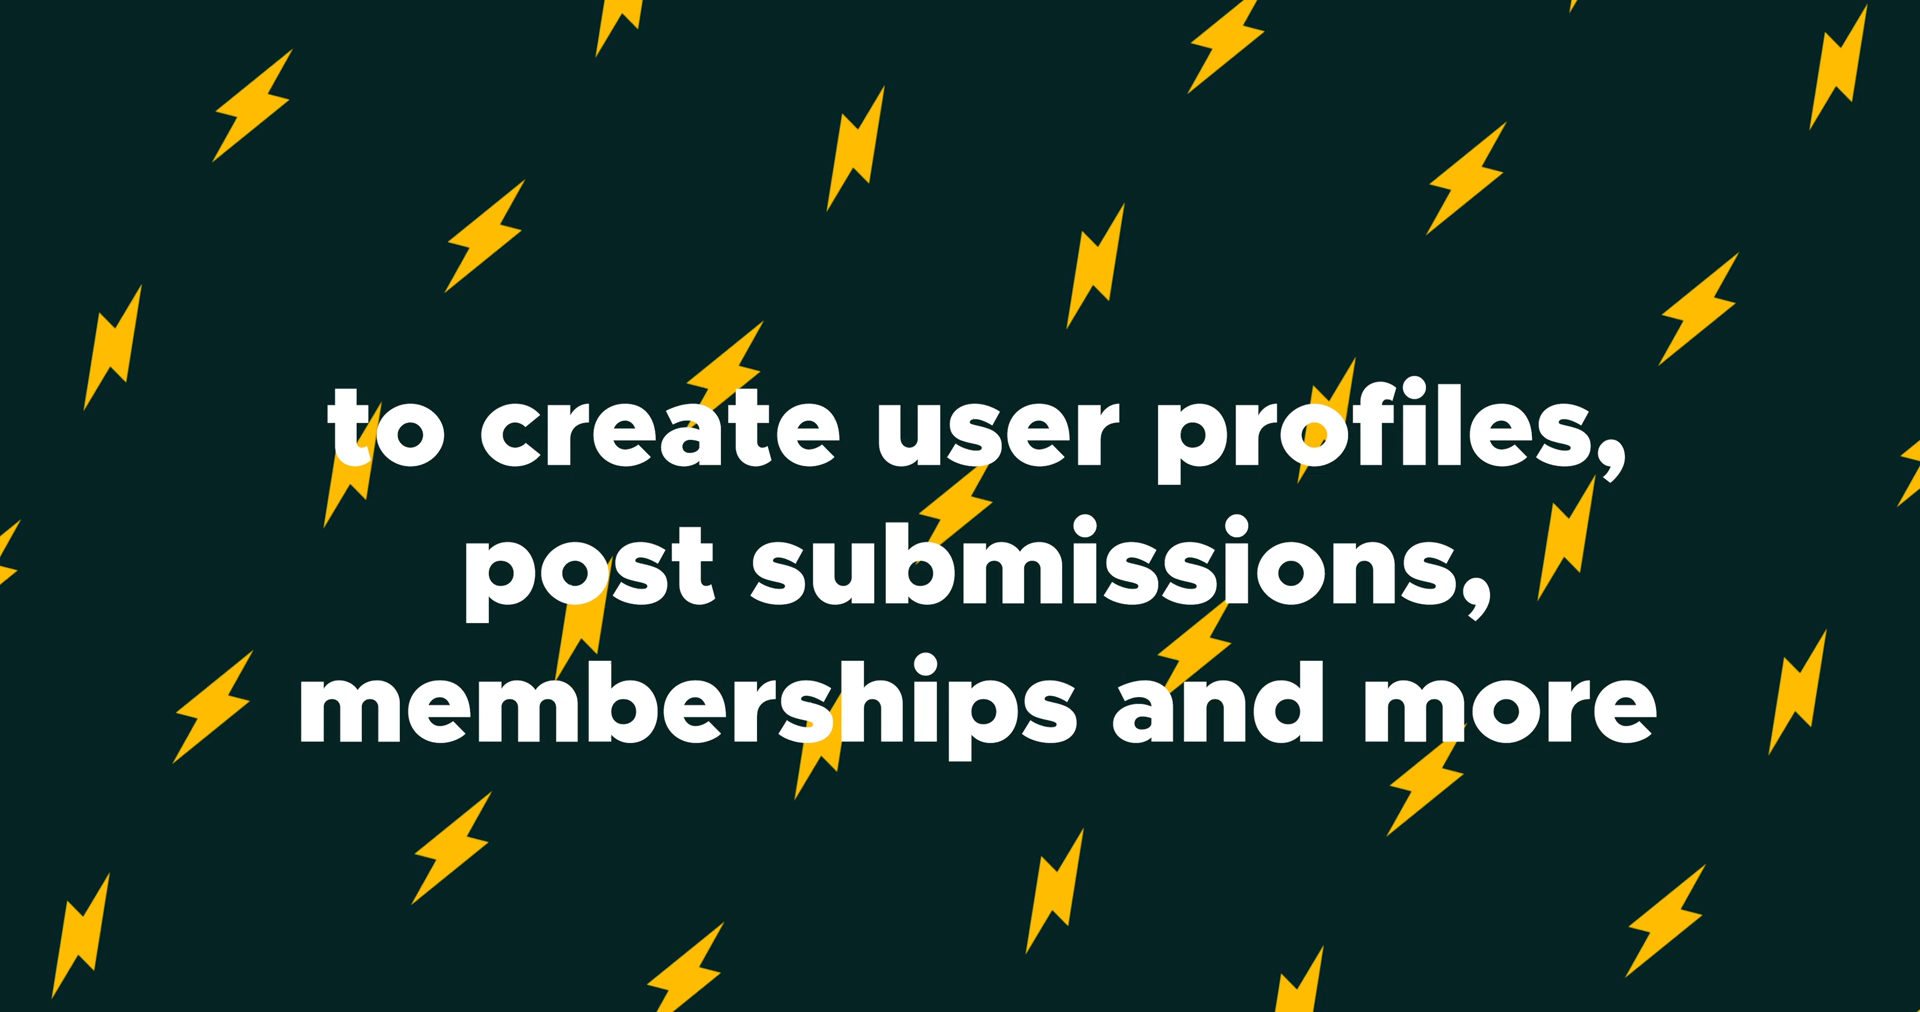 to create user profiles,
post submissions,
memberships and more